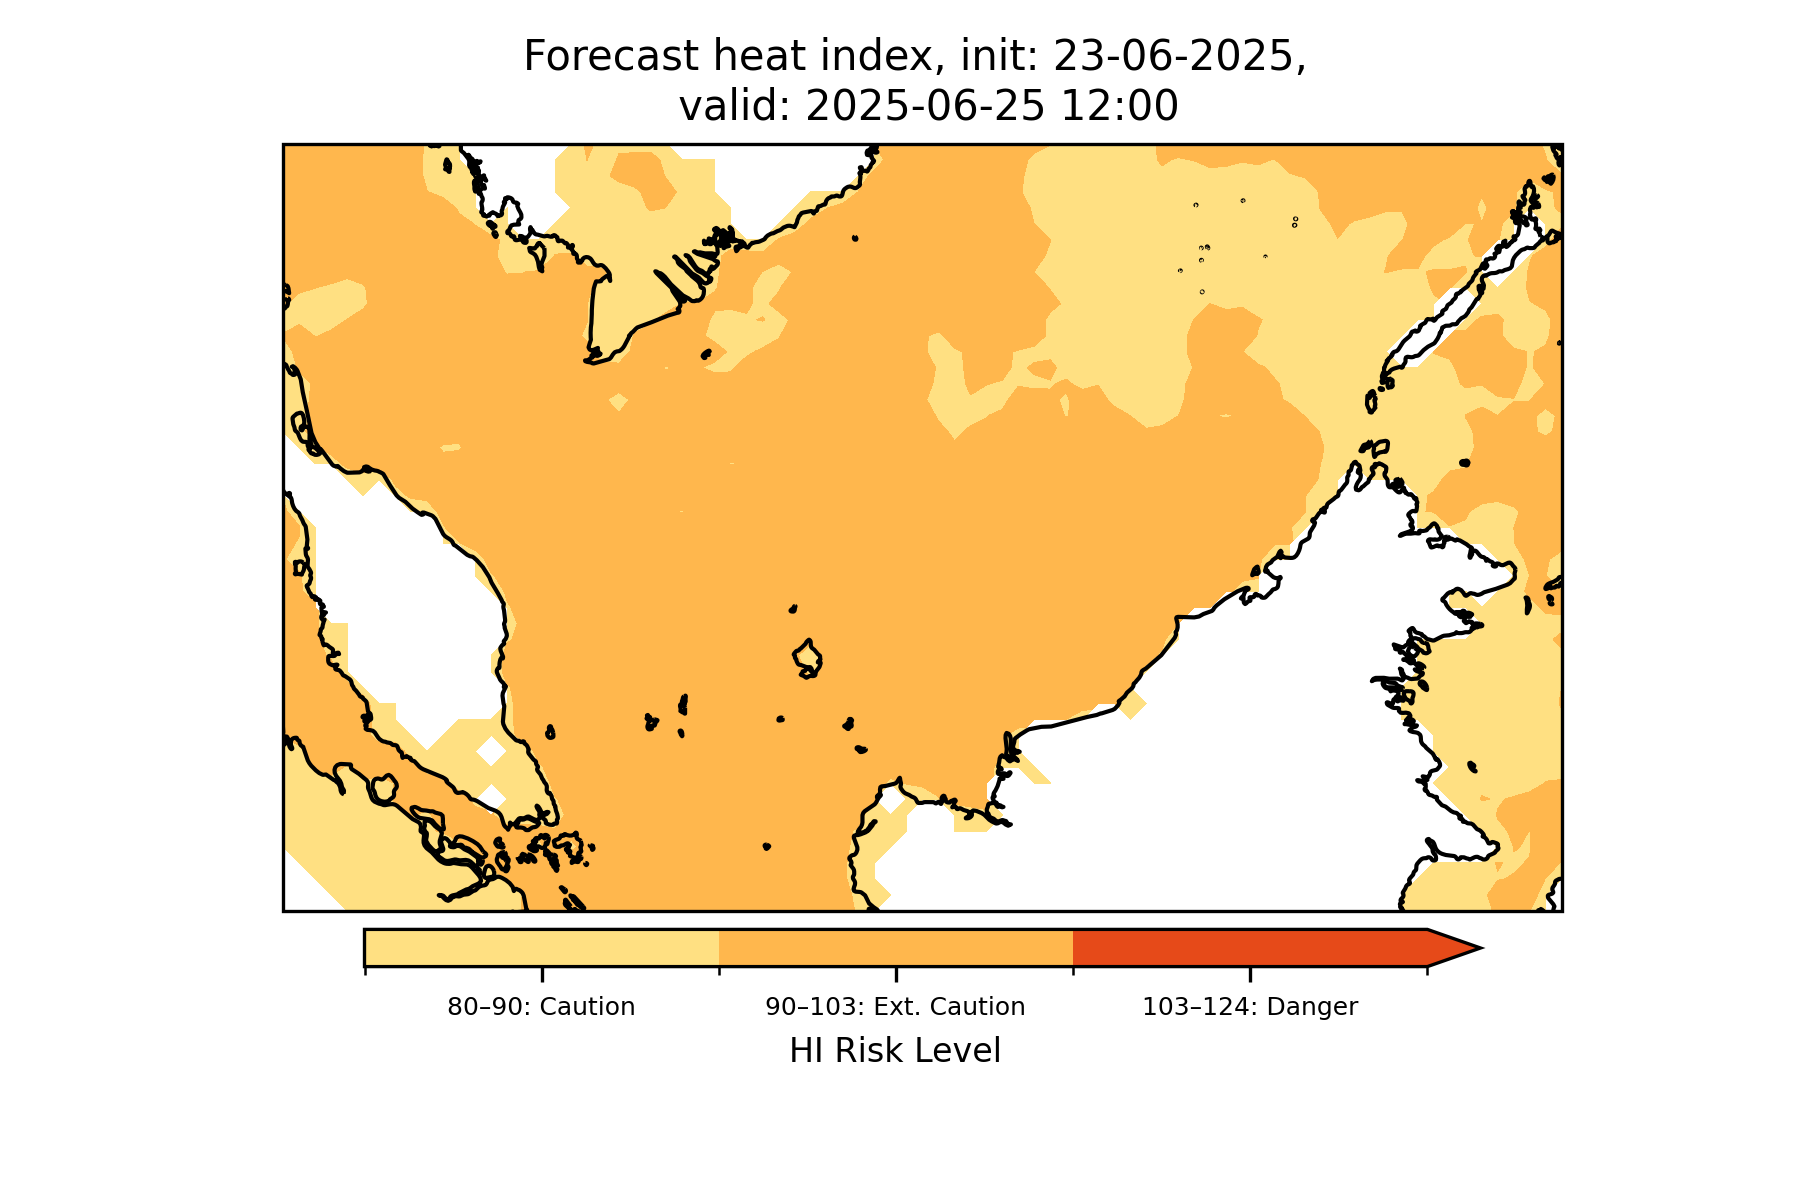 Forecast heat index, init: 23-06-2025,
valid: 2025-06-25 12:00
80–90: Caution
90–103: Ext. Caution
103–124: Danger
HI Risk Level